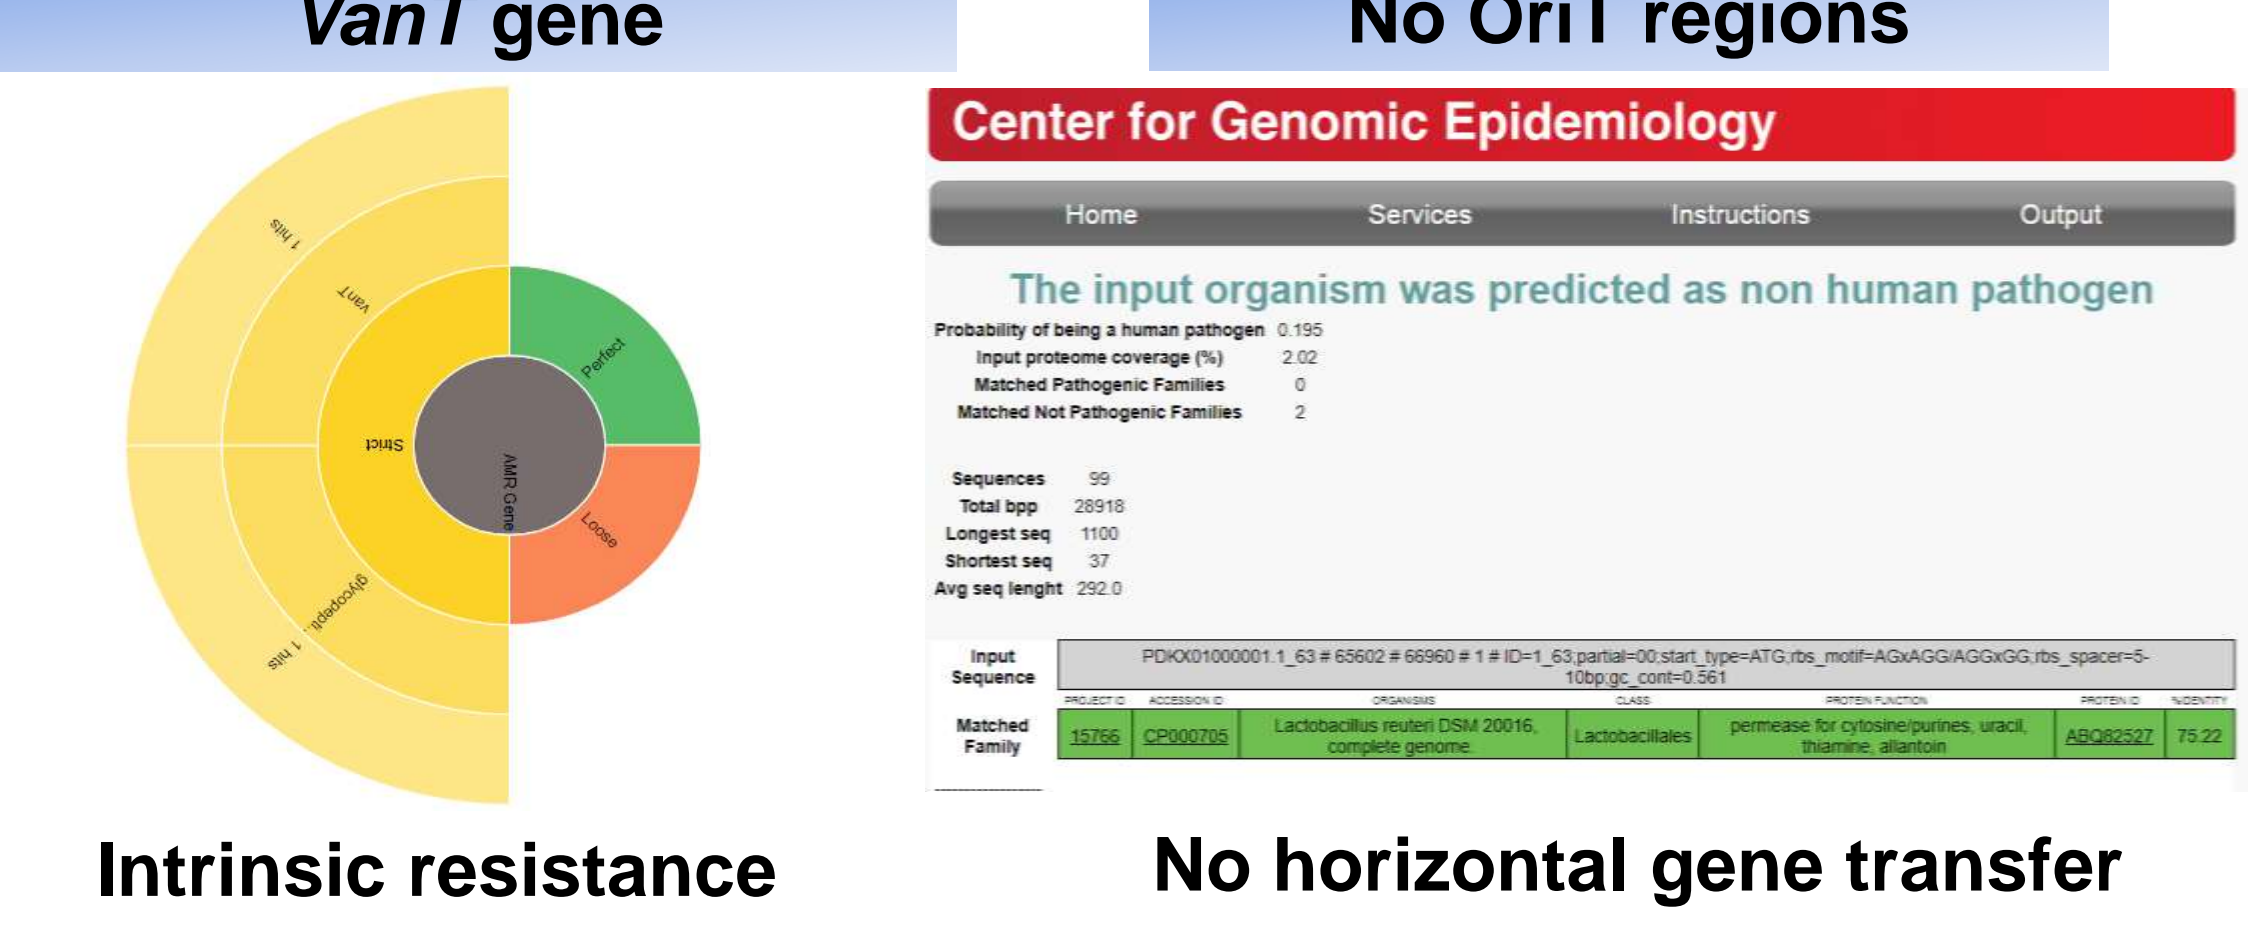 VanT gene
No OriT regions
1 hits
vanT
Strict
Perfect
AMR Gene
Loose
glycopepti...
1 hits
Center for Genomic Epidemiology
Home Services Instructions Output
The input organism was predicted as non human pathogen
Probability of being a human pathogen 0.195
Input proteome coverage (%) 2.02
Matched Pathogenic Families 0
Matched Not Pathogenic Families 2
Sequences 99
Total bpp 28918
Longest seq 1100
Shortest seq 37
Avg seq lenght 292.0
Input Sequence PDKX01000001.1_63 # 65602 # 66960 # 1 # ID=1_63;partial=00;start_type=ATG;rbs_motif=AGxAGG/AGGxGG;rbs_spacer=5-
10bp;gc_cont=0.561
PROJECT ID ACCESSION ID ORGANISMS CLASS PROTEIN FUNCTION PROTEIN ID %IDENTITY
Matched Family 15766 CP000705 Lactobacillus reuteri DSM 20016, complete genome. Lactobacillales permease for cytosine/purines, uracil, thiamine, allantoin ABQ82527 75.22
Intrinsic resistance
No horizontal gene transfer